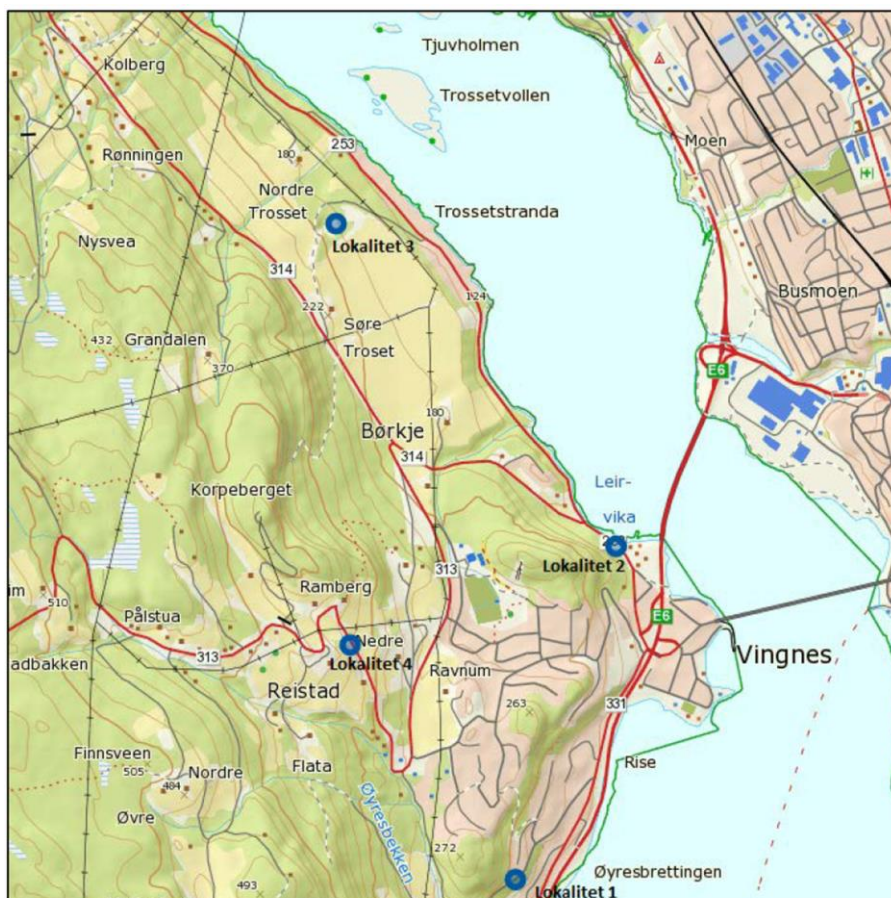 Tjuvholmen
Kolberg
Trossetvollen
253
Moen
Rønningen
180
Nordre
Trosset
Trossetstranda
Lokalitet 3
Nysvea
314
Busmoen
124
222
Søre
Troset
432
Grandalen
370
E6
180
Børkje
314
Leir-
vika
Korpeberget
Lokalitet 2
313
Ramberg
im
510
Pålstua
E6
Nedre
adbakken
313
Lokalitet 4
Vingnes
Ravnum
Reistad
331
263
Finnsveen
505
Nordre
Flata
Rise
484
Øvre
Øyresbekken
272
Øyresbrettingen
493
Lokalitet 1